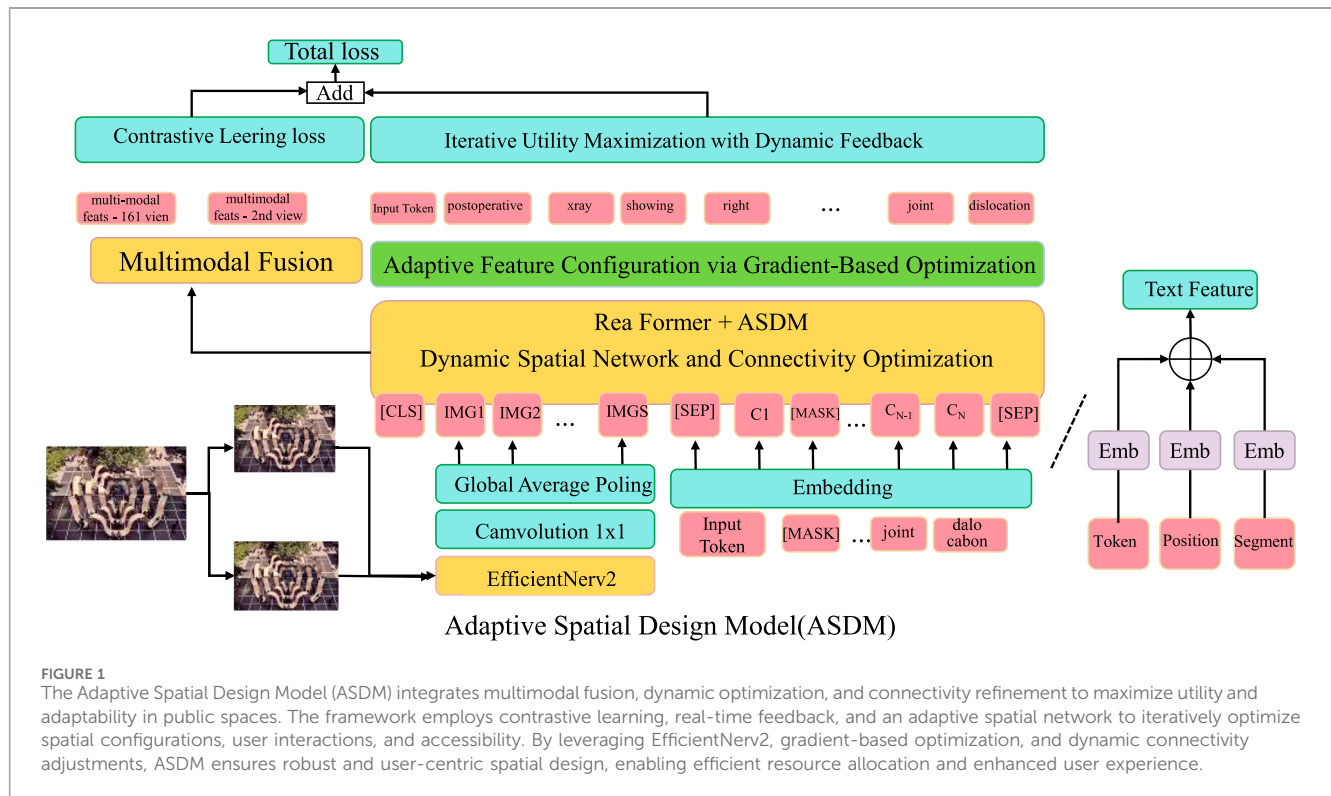 Total loss
Add
Contrastive Leering loss
Iterative Utility Maximization with Dynamic Feedback
multi-modal
feats - 161 vien
multimodal
feats - 2nd view
Input Token
postoperative
xray
showing
right
...
joint
dislocation
Multimodal Fusion
Adaptive Feature Configuration via Gradient-Based Optimization
Rea Former + ASDM
Dynamic Spatial Network and Connectivity Optimization
[CLS]
IMG1
IMG2
...
IMGS
[SEP]
C1
[MASK]
...
C_{N-1}
C_N
[SEP]
Global Average Poling
Camvolution 1x1
EfficientNerv2
Embedding
Input
Token
[MASK]
...
joint
dalo
cabon
Text Feature
Emb
Emb
Emb
Token
Position
Segment
Adaptive Spatial Design Model(ASDM)
FIGURE 1
The Adaptive Spatial Design Model (ASDM) integrates multimodal fusion, dynamic optimization, and connectivity refinement to maximize utility and
adaptability in public spaces. The framework employs contrastive learning, real-time feedback, and an adaptive spatial network to iteratively optimize
spatial configurations, user interactions, and accessibility. By leveraging EfficientNerv2, gradient-based optimization, and dynamic connectivity
adjustments, ASDM ensures robust and user-centric spatial design, enabling efficient resource allocation and enhanced user experience.